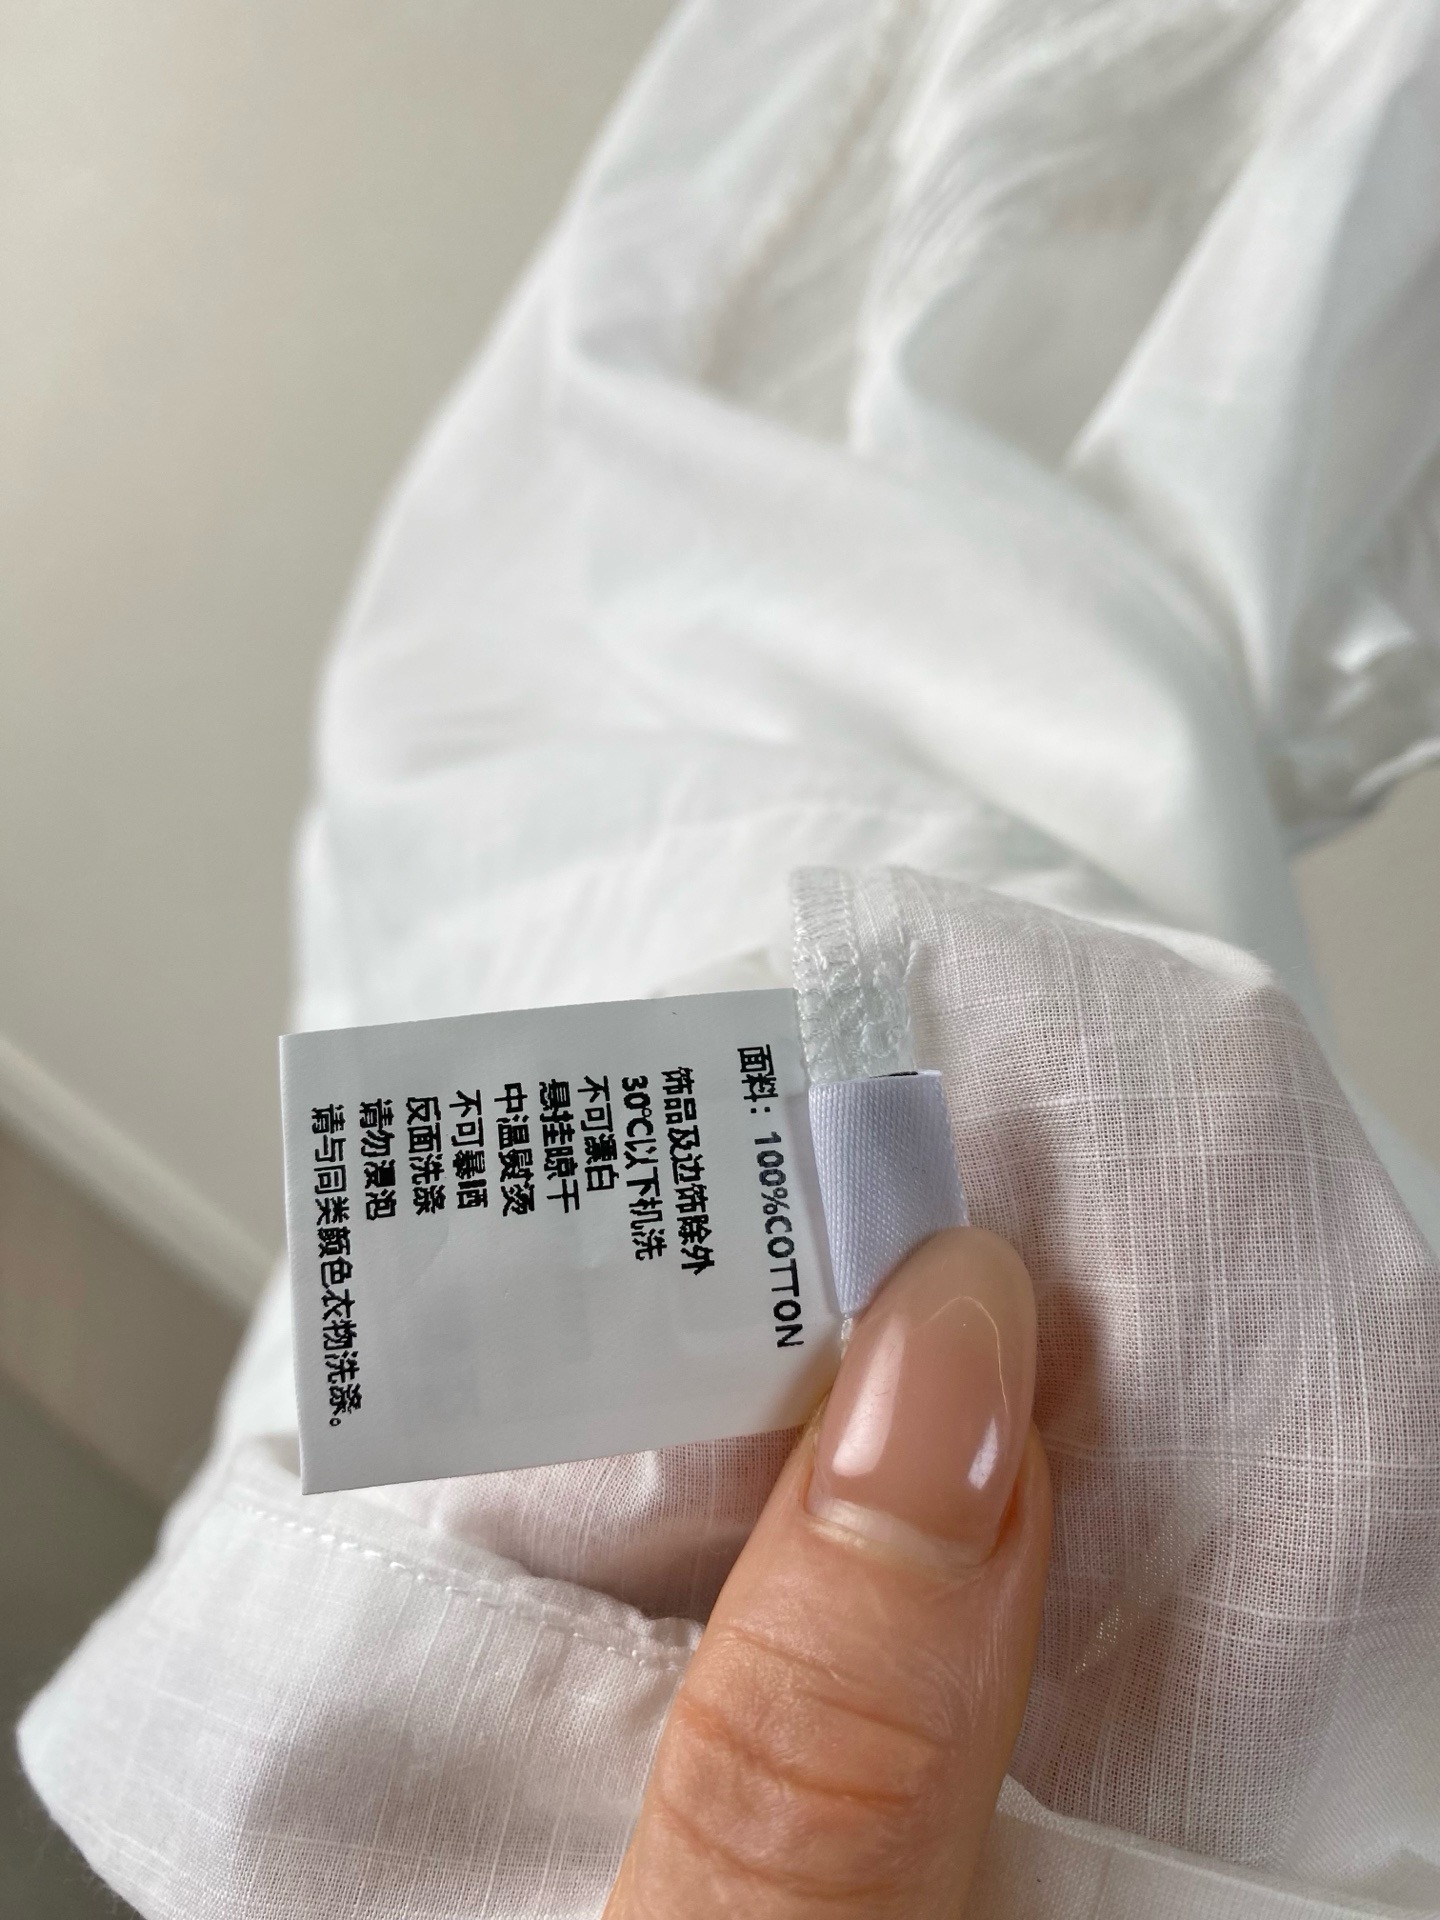 面料：100%COTTON
饰品及边饰除外
30℃以下机洗
不可漂白
悬挂晾干
中温熨烫
不可暴晒
反面洗涤
请勿浸泡
请与同类颜色衣物洗涤。